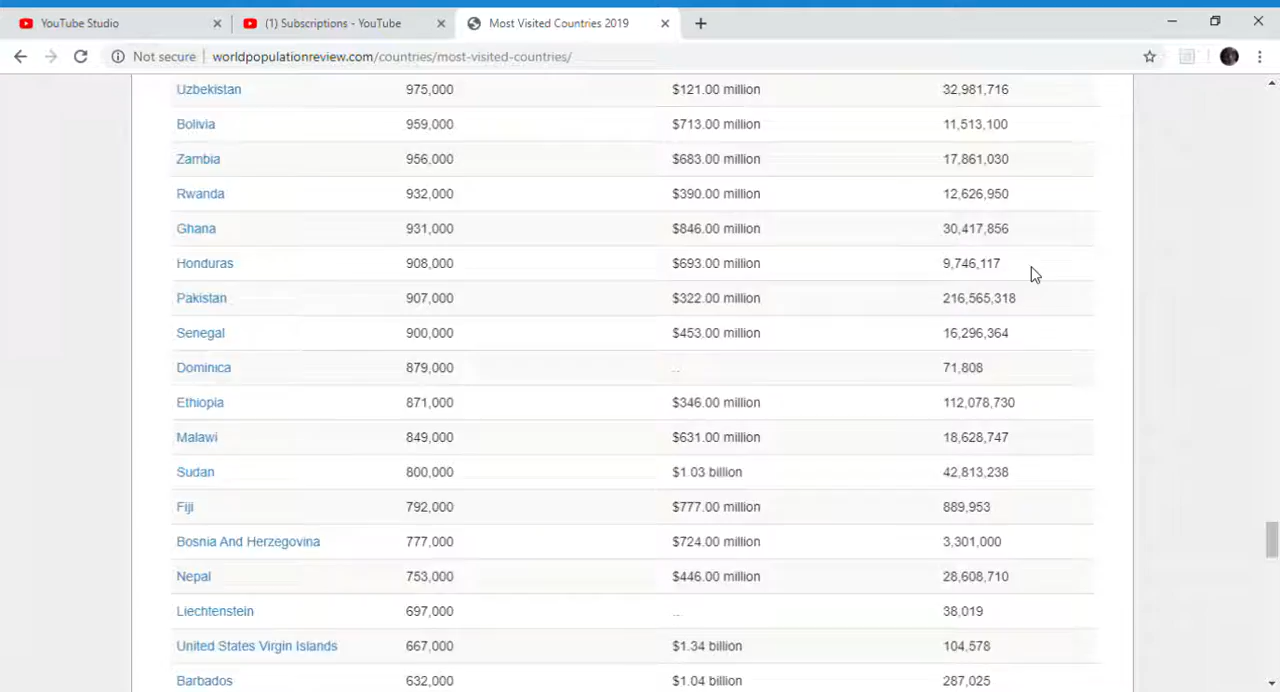 YouTube Studio (1) Subscriptions - YouTube Most Visited Countries 2019
Not secure worldpopulationreview.com/countries/most-visited-countries/
Uzbekistan 975,000 $121.00 million 32,981,716
Bolivia 959,000 $713.00 million 11,513,100
Zambia 956,000 $683.00 million 17,861,030
Rwanda 932,000 $390.00 million 12,626,950
Ghana 931,000 $846.00 million 30,417,856
Honduras 908,000 $693.00 million 9,746,117
Pakistan 907,000 $322.00 million 216,565,318
Senegal 900,000 $453.00 million 16,296,364
Dominica 879,000 .. 71,808
Ethiopia 871,000 $346.00 million 112,078,730
Malawi 849,000 $631.00 million 18,628,747
Sudan 800,000 $1.03 billion 42,813,238
Fiji 792,000 $777.00 million 889,953
Bosnia And Herzegovina 777,000 $724.00 million 3,301,000
Nepal 753,000 $446.00 million 28,608,710
Liechtenstein 697,000 .. 38,019
United States Virgin Islands 667,000 $1.34 billion 104,578
Barbados 632,000 $1.04 billion 287,025